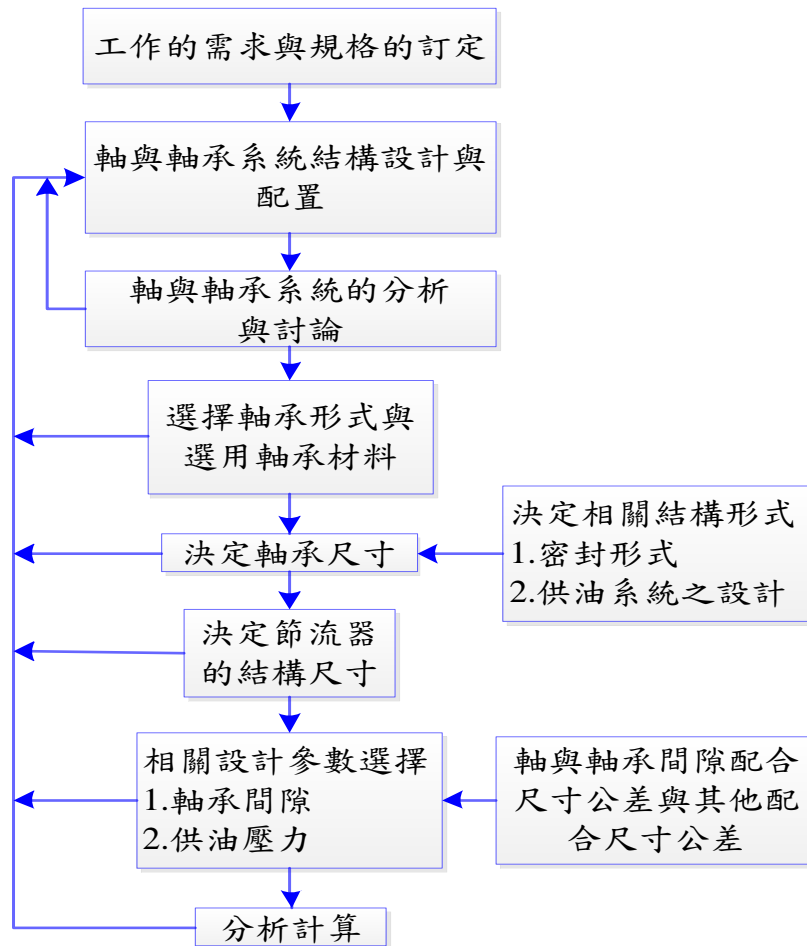 工作的需求與規格的訂定
軸與軸承系統結構設計與
配置
軸與軸承系統的分析
與討論
選擇軸承形式與
選用軸承材料
決定相關結構形式
1.密封形式
2.供油系統之設計
決定軸承尺寸
決定節流器
的結構尺寸
相關設計參數選擇
1.軸承間隙
2.供油壓力
軸與軸承間隙配合
尺寸公差與其他配
合尺寸公差
分析計算